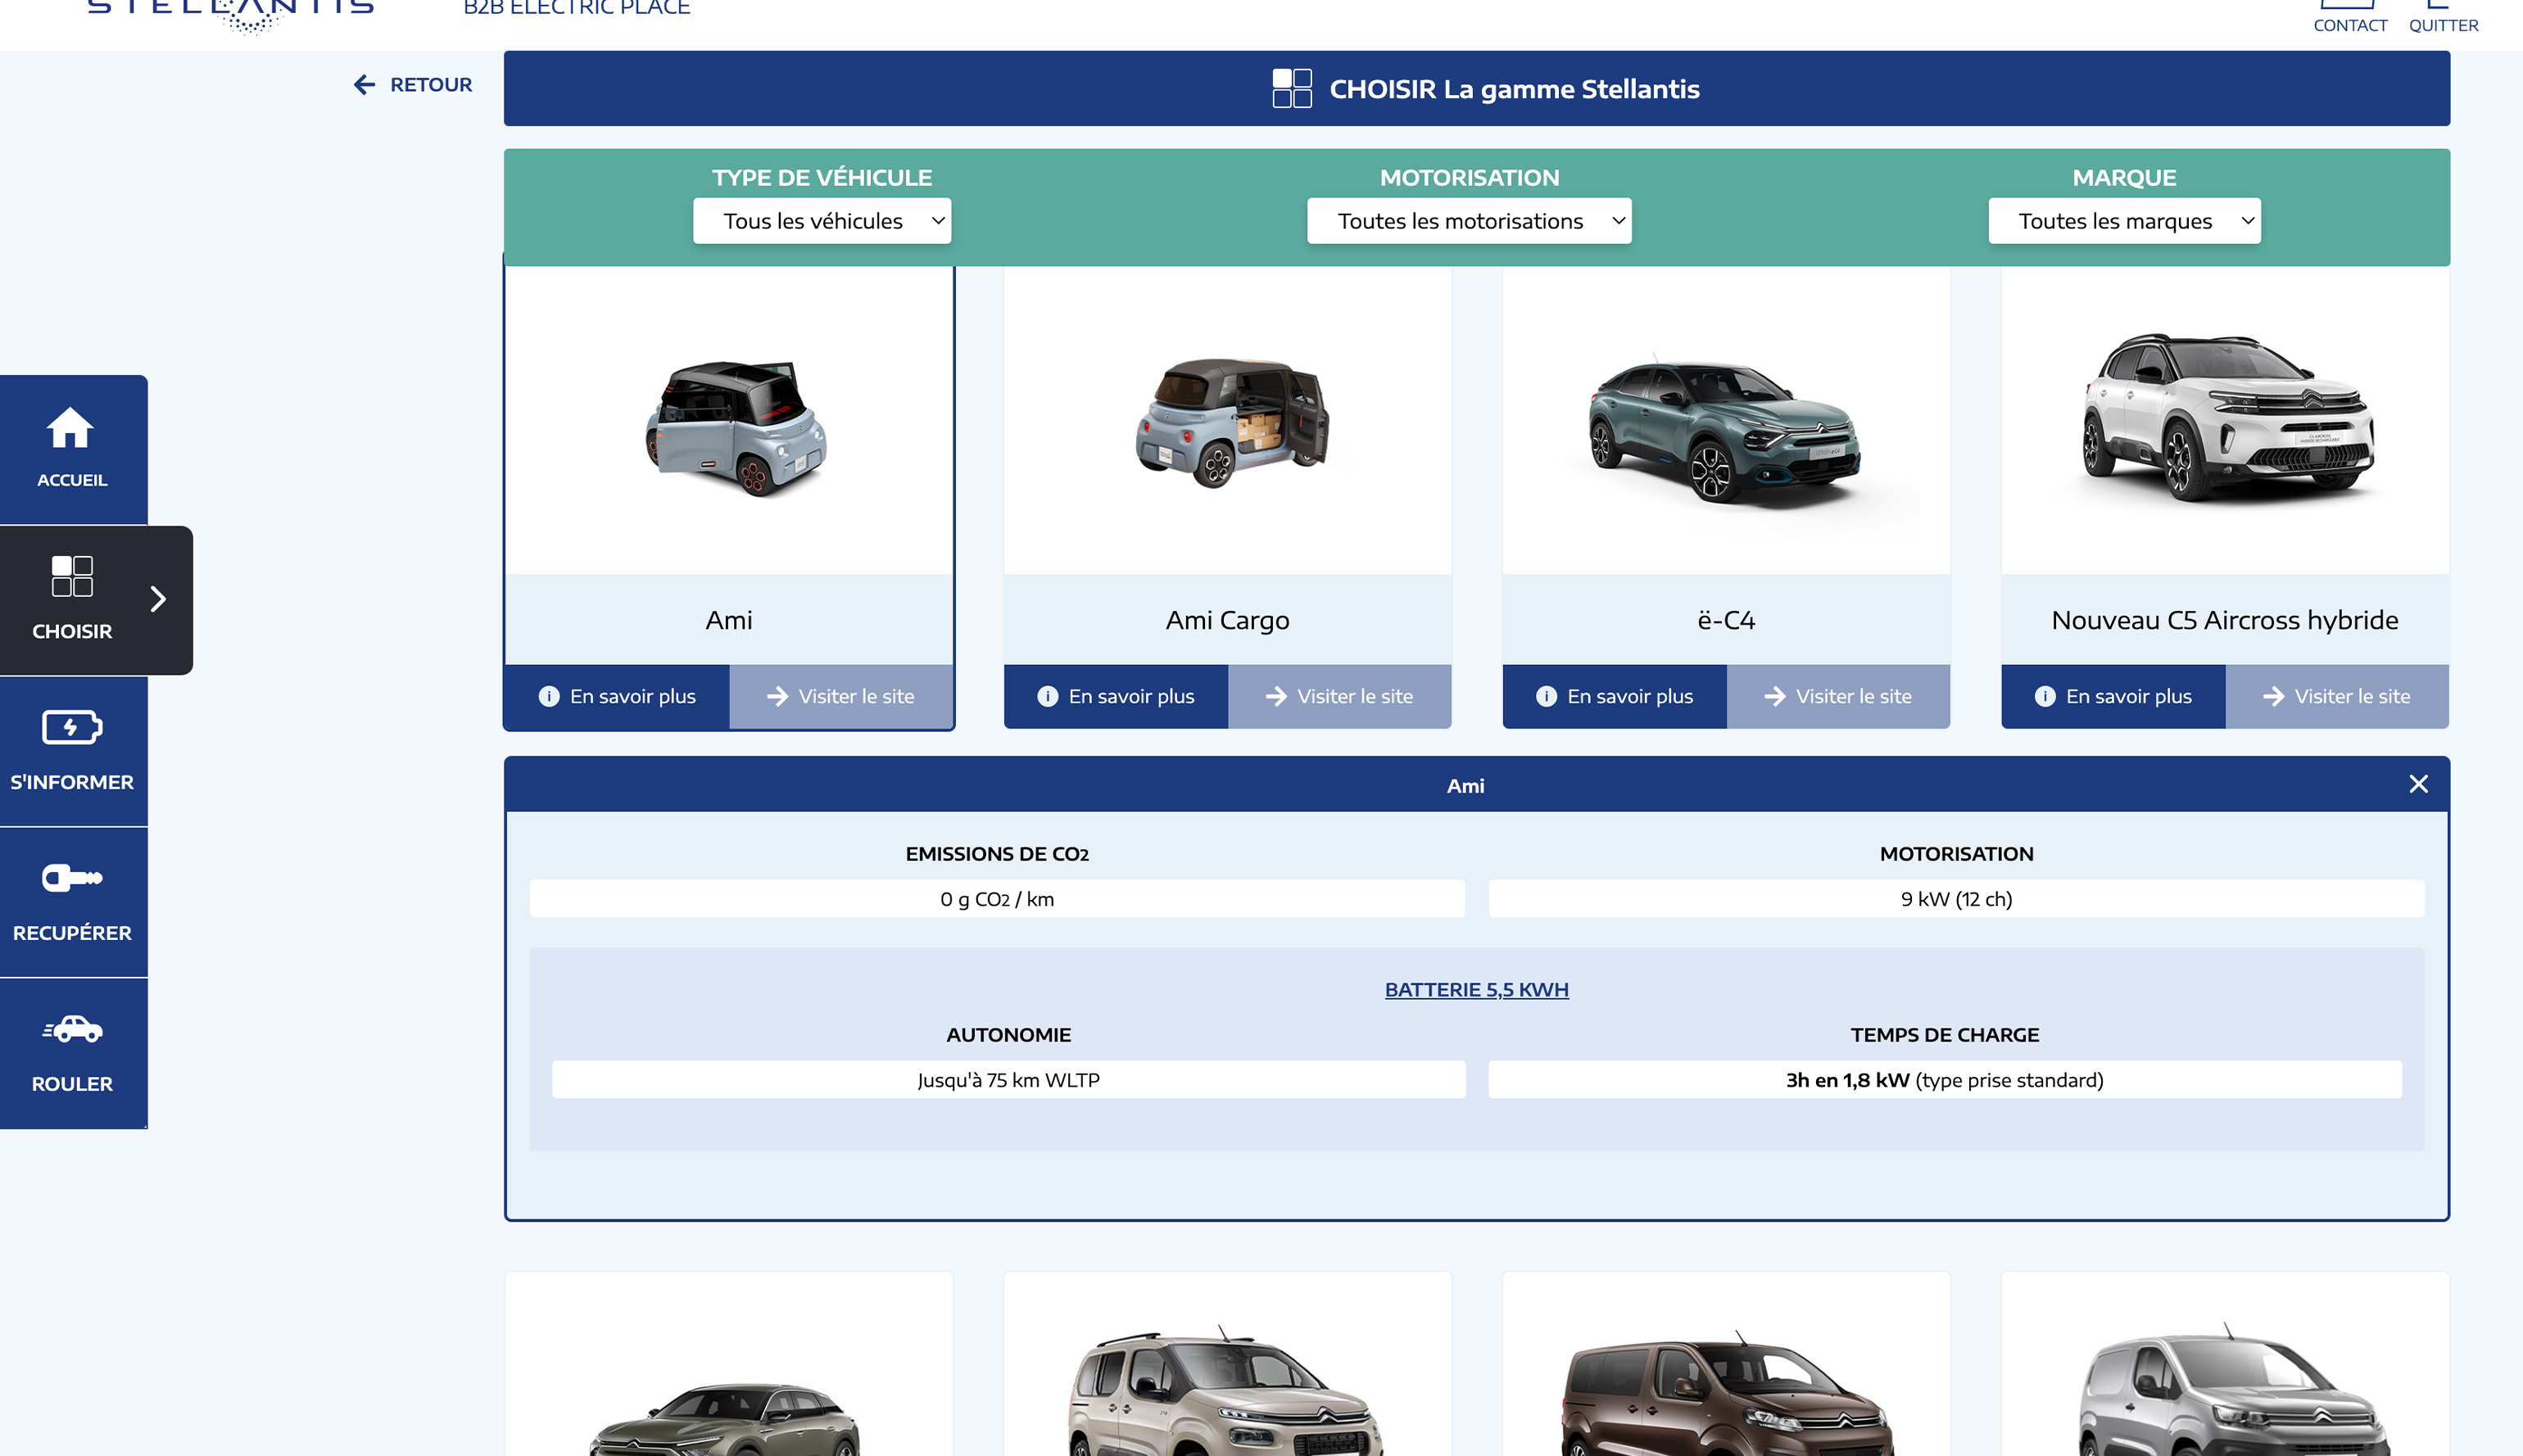 STELLANTIS
B2B ELECTRIC PLACE
CONTACT
QUITTER
RETOUR
CHOISIR La gamme Stellantis
TYPE DE VÉHICULE
MOTORISATION
MARQUE
Tous les véhicules
Toutes les motorisations
Toutes les marques
ACCUEIL
CHOISIR
S'INFORMER
RECUPÉRER
ROULER
Ami
Ami Cargo
ë-C4
Nouveau C5 Aircross hybride
En savoir plus
Visiter le site
En savoir plus
Visiter le site
En savoir plus
Visiter le site
En savoir plus
Visiter le site
Ami
EMISSIONS DE CO2
MOTORISATION
0 g CO2 / km
9 kW (12 ch)
BATTERIE 5,5 KWH
AUTONOMIE
TEMPS DE CHARGE
Jusqu'à 75 km WLTP
3h en 1,8 kW (type prise standard)